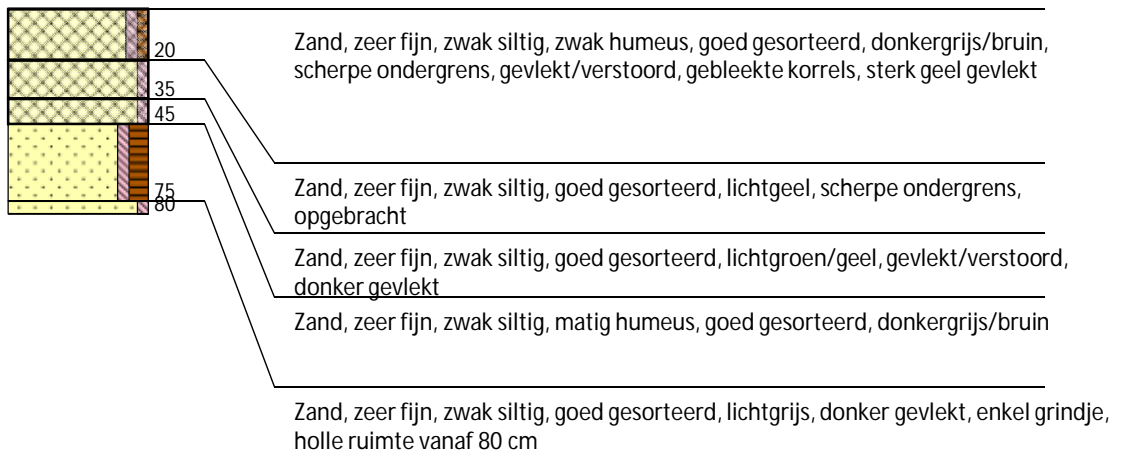 Zand, zeer fijn, zwak siltig, zwak humeus, goed gesorteerd, donkergrijs/bruin,
scherpe ondergrens, gevlekt/verstoord, gebleekte korrels, sterk geel gevlekt
20
35
45
75
80
Zand, zeer fijn, zwak siltig, goed gesorteerd, lichtgeel, scherpe ondergrens,
opgebracht
Zand, zeer fijn, zwak siltig, goed gesorteerd, lichtgroen/geel, gevlekt/verstoord,
donker gevlekt
Zand, zeer fijn, zwak siltig, matig humeus, goed gesorteerd, donkergrijs/bruin
Zand, zeer fijn, zwak siltig, goed gesorteerd, lichtgrijs, donker gevlekt, enkel grindje,
holle ruimte vanaf 80 cm